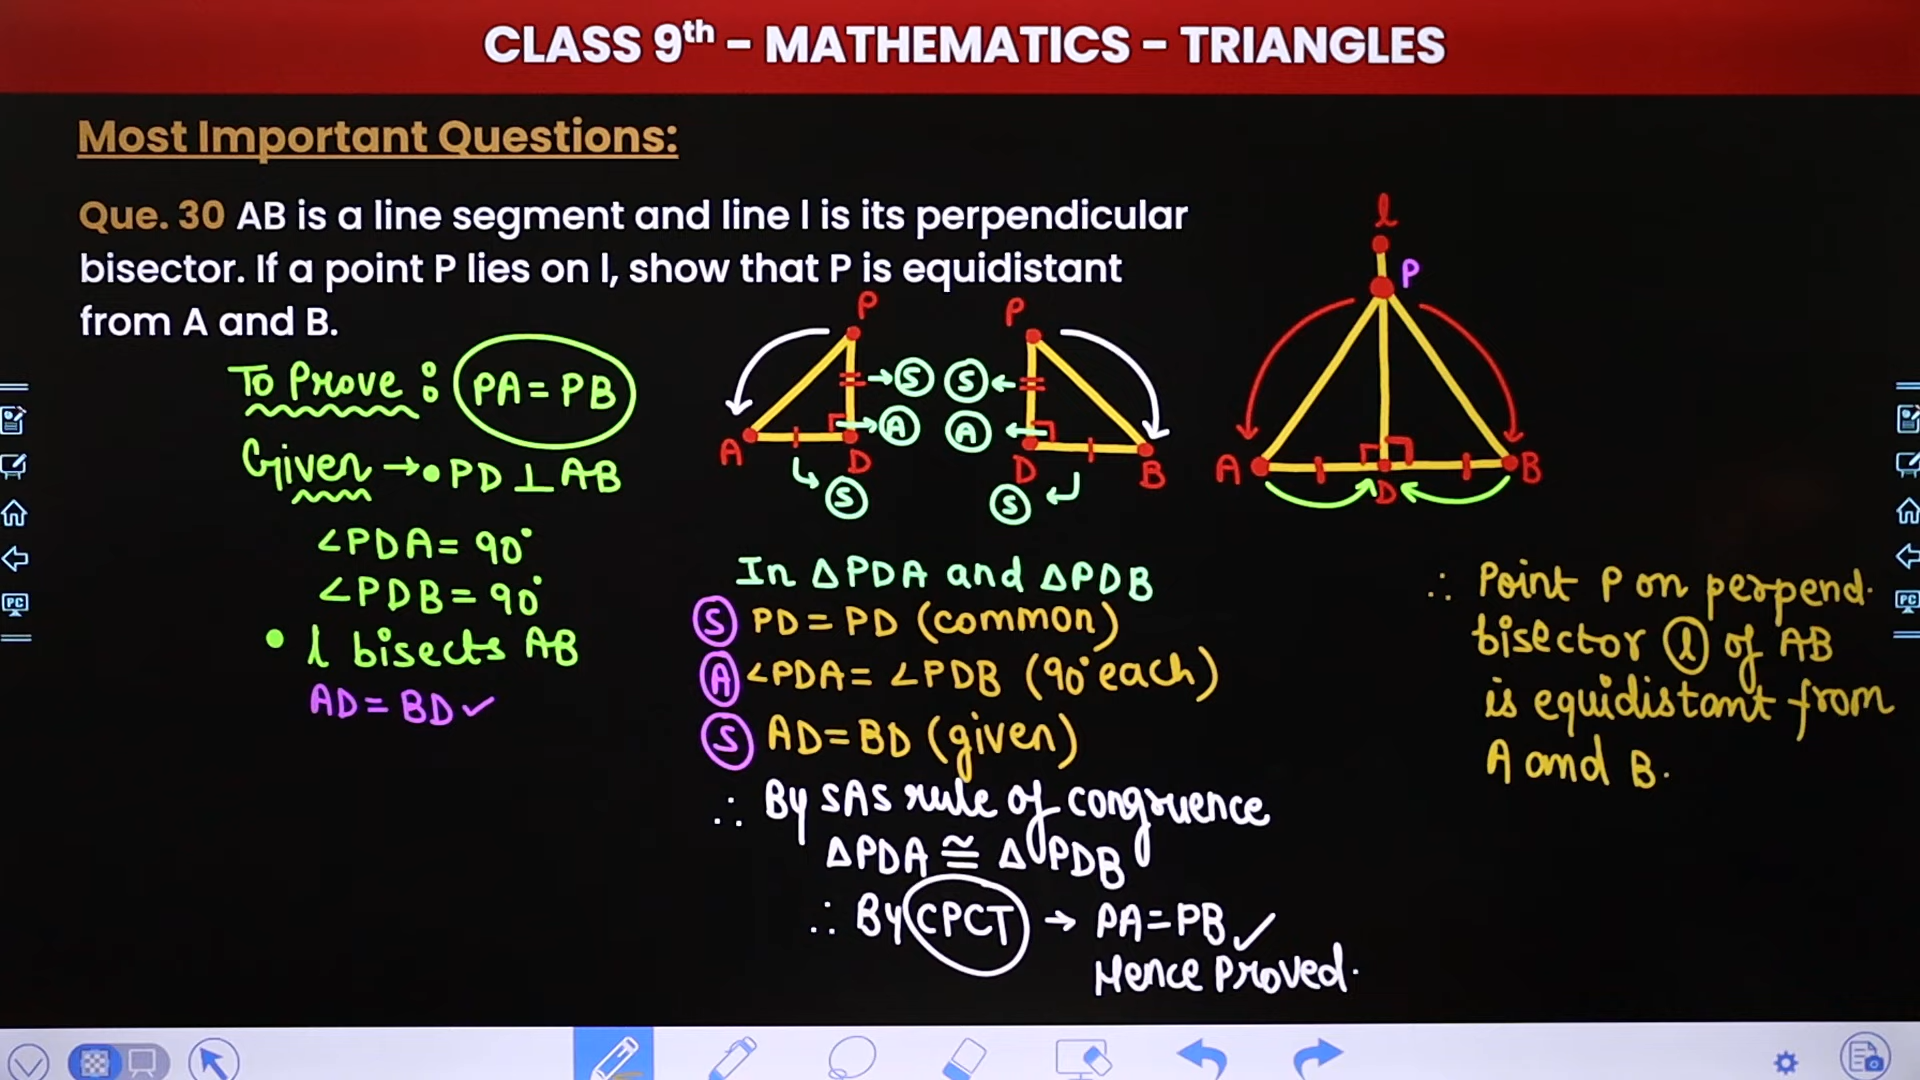 CLASS 9th - MATHEMATICS - TRIANGLES
Most Important Questions:
Que. 30 AB is a line segment and line l is its perpendicular
bisector. If a point P lies on l, show that P is equidistant
from A and B.
To Prove : PA = PB
Given → • PD ⊥ AB
∠PDA = 90°
∠PDB = 90°
• l bisects AB
AD = BD ✓
P
S
A
A
D
S
P
S
A
D
B
S
l
P
A
D
B
In ΔPDA and ΔPDB
S PD = PD (common)
A ∠PDA = ∠PDB (90° each)
S AD = BD (given)
∴ By SAS rule of congruence
ΔPDA ≅ ΔPDB
∴ By CPCT → PA = PB ✓
Hence Proved.
∴ Point P on perpend.
bisector l of AB
is equidistant from
A and B.
PC
PC